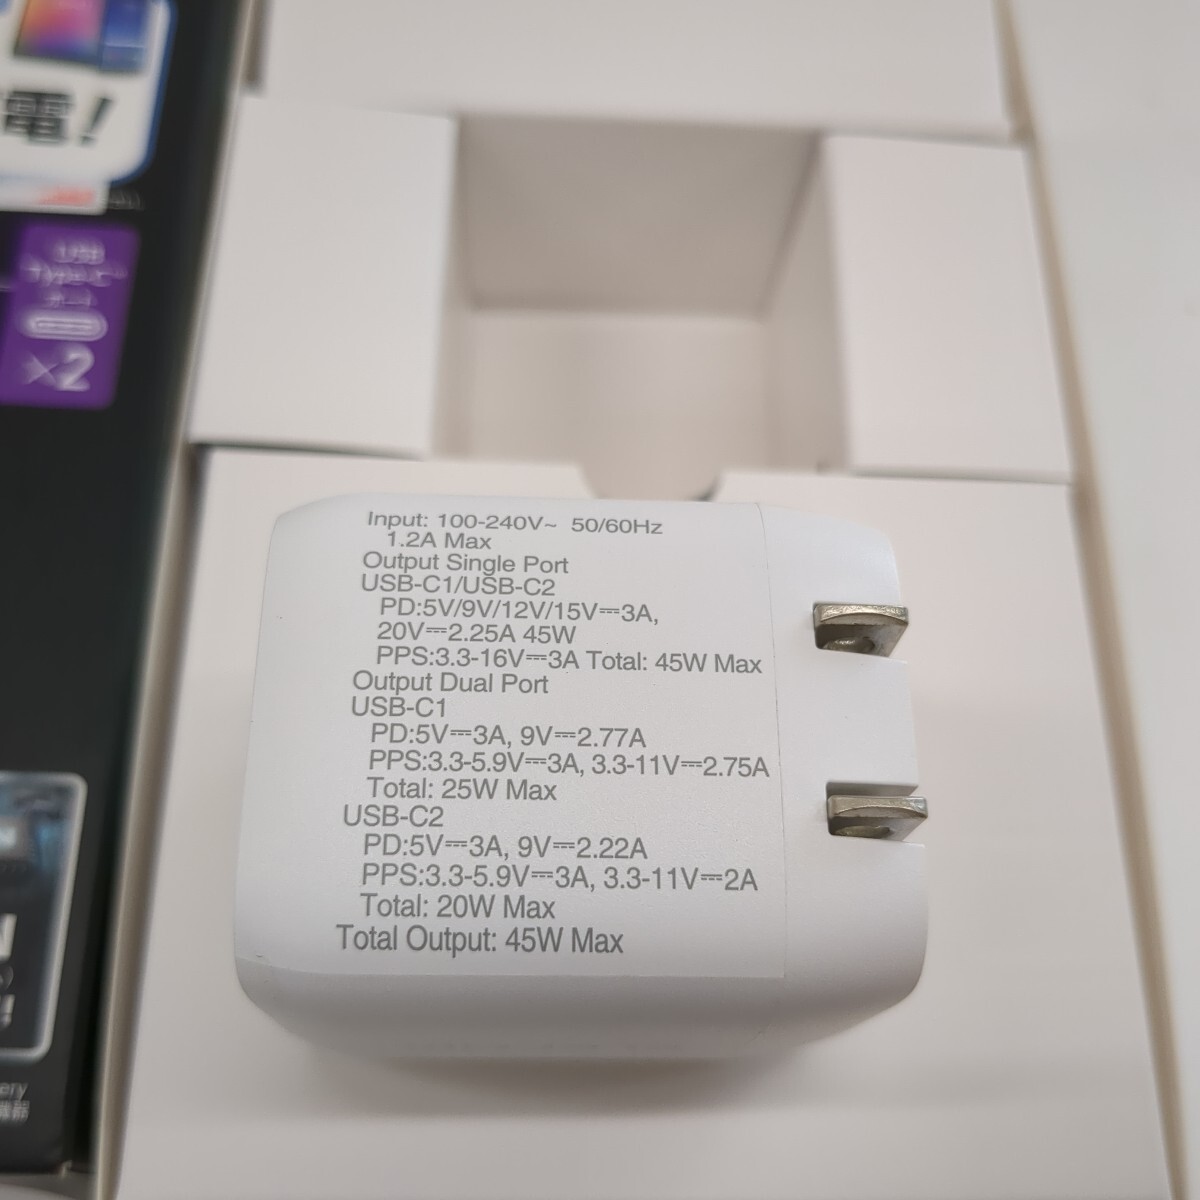 電!
USB
Type-C™
ポート
×2
Input: 100-240V~ 50/60Hz
1.2A Max
Output Single Port
USB-C1/USB-C2
PD:5V/9V/12V/15V⎓3A,
20V⎓2.25A 45W
PPS:3.3-16V⎓3A Total: 45W Max
Output Dual Port
USB-C1
PD:5V⎓3A, 9V⎓2.77A
PPS:3.3-5.9V⎓3A, 3.3-11V⎓2.75A
Total: 25W Max
USB-C2
PD:5V⎓3A, 9V⎓2.22A
PPS:3.3-5.9V⎓3A, 3.3-11V⎓2A
Total: 20W Max
Total Output: 45W Max